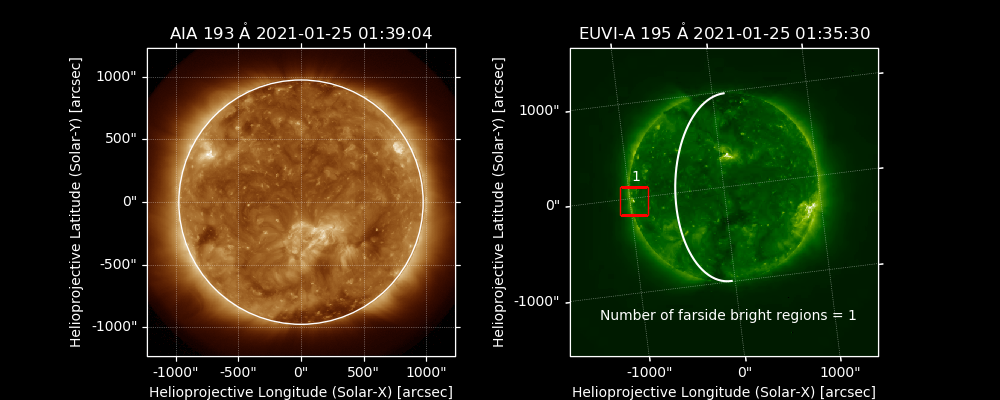 AIA 193 Å 2021-01-25 01:39:04
1000"
500"
0"
-500"
-1000"
-1000" -500" 0" 500" 1000"
Helioprojective Longitude (Solar-X) [arcsec]
Helioprojective Latitude (Solar-Y) [arcsec]
EUVI-A 195 Å 2021-01-25 01:35:30
1000"
0"
-1000"
1
Number of farside bright regions = 1
-1000" 0" 1000"
Helioprojective Longitude (Solar-X) [arcsec]
Helioprojective Latitude (Solar-Y) [arcsec]